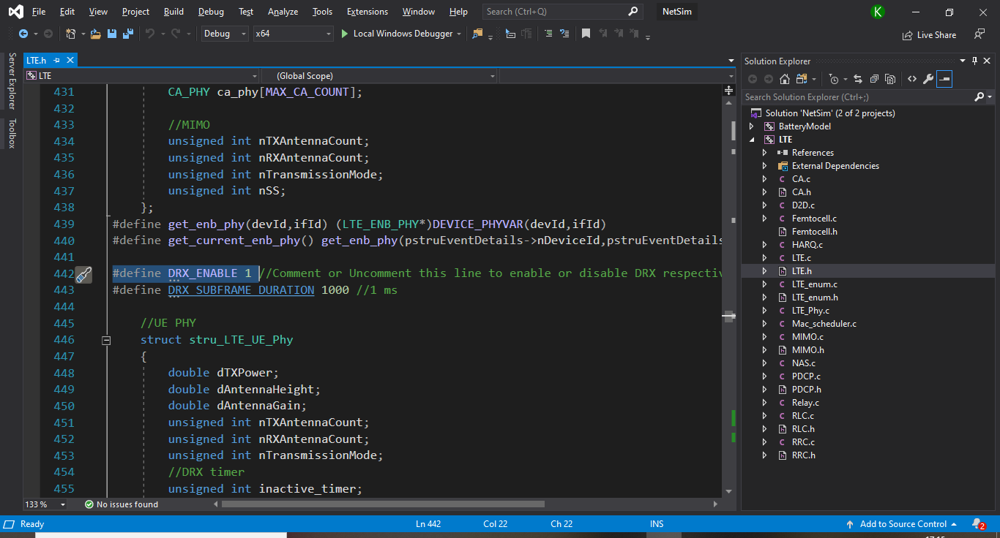 File Edit View Project Build Debug Test Analyze Tools Extensions Window Help Search (Ctrl+Q) NetSim K
Debug x64 Local Windows Debugger Live Share
Server Explorer
Toolbox
LTE.h
LTE (Global Scope)
431 CA_PHY ca_phy[MAX_CA_COUNT];
432
433 //MIMO
434 unsigned int nTXAntennaCount;
435 unsigned int nRXAntennaCount;
436 unsigned int nTransmissionMode;
437 unsigned int nSS;
438 };
439 #define get_enb_phy(devId,ifId) (LTE_ENB_PHY*)DEVICE_PHYVAR(devId,ifId)
440 #define get_current_enb_phy() get_enb_phy(pstruEventDetails->nDeviceId,pstruEventDetails
441
442 #define DRX_ENABLE 1 //Comment or Uncomment this line to enable or disable DRX respectiv
443 #define DRX_SUBFRAME_DURATION 1000 //1 ms
444
445 //UE PHY
446 struct stru_LTE_UE_Phy
447 {
448 double dTXPower;
449 double dAntennaHeight;
450 double dAntennaGain;
451 unsigned int nTXAntennaCount;
452 unsigned int nRXAntennaCount;
453 unsigned int nTransmissionMode;
454 //DRX timer
455 unsigned int inactive_timer;
133 % No issues found
Solution Explorer
Search Solution Explorer (Ctrl+;)
Solution 'NetSim' (2 of 2 projects)
BatteryModel
LTE
References
External Dependencies
CA.c
CA.h
D2D.c
Femtocell.c
Femtocell.h
HARQ.c
LTE.c
LTE.h
LTE_enum.c
LTE_enum.h
LTE_Phy.c
Mac_scheduler.c
MIMO.c
MIMO.h
NAS.c
PDCP.c
PDCP.h
Relay.c
RLC.c
RLC.h
RRC.c
RRC.h
Ready Ln 442 Col 22 Ch 22 INS Add to Source Control 2